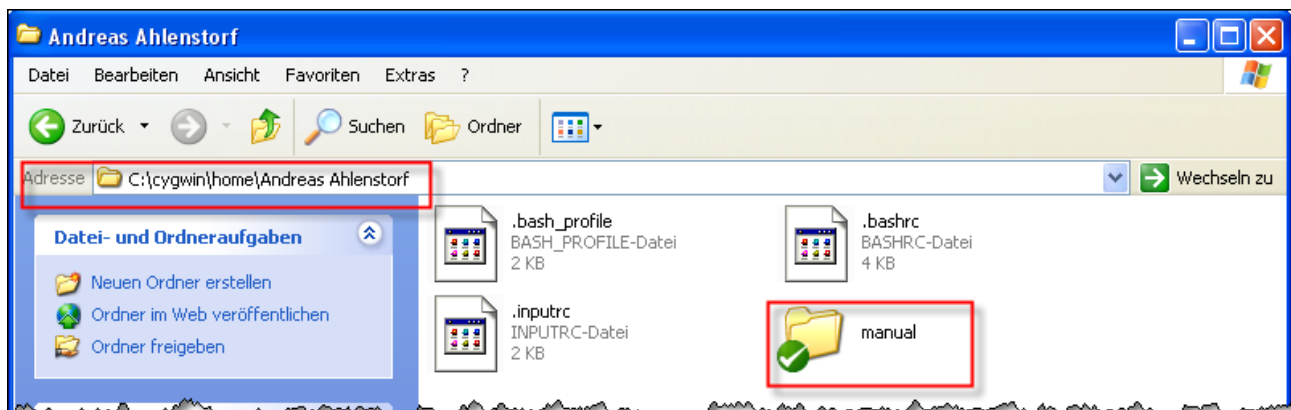 Andreas Ahlenstorf
Datei Bearbeiten Ansicht Favoriten Extras ?
Zurück Suchen Ordner
Adresse C:\cygwin\home\Andreas Ahlenstorf Wechseln zu
Datei- und Ordneraufgaben
Neuen Ordner erstellen
Ordner im Web veröffentlichen
Ordner freigeben
.bash_profile
BASH_PROFILE-Datei
2 KB
.bashrc
BASHRC-Datei
4 KB
.inputrc
INPUTRC-Datei
2 KB
manual